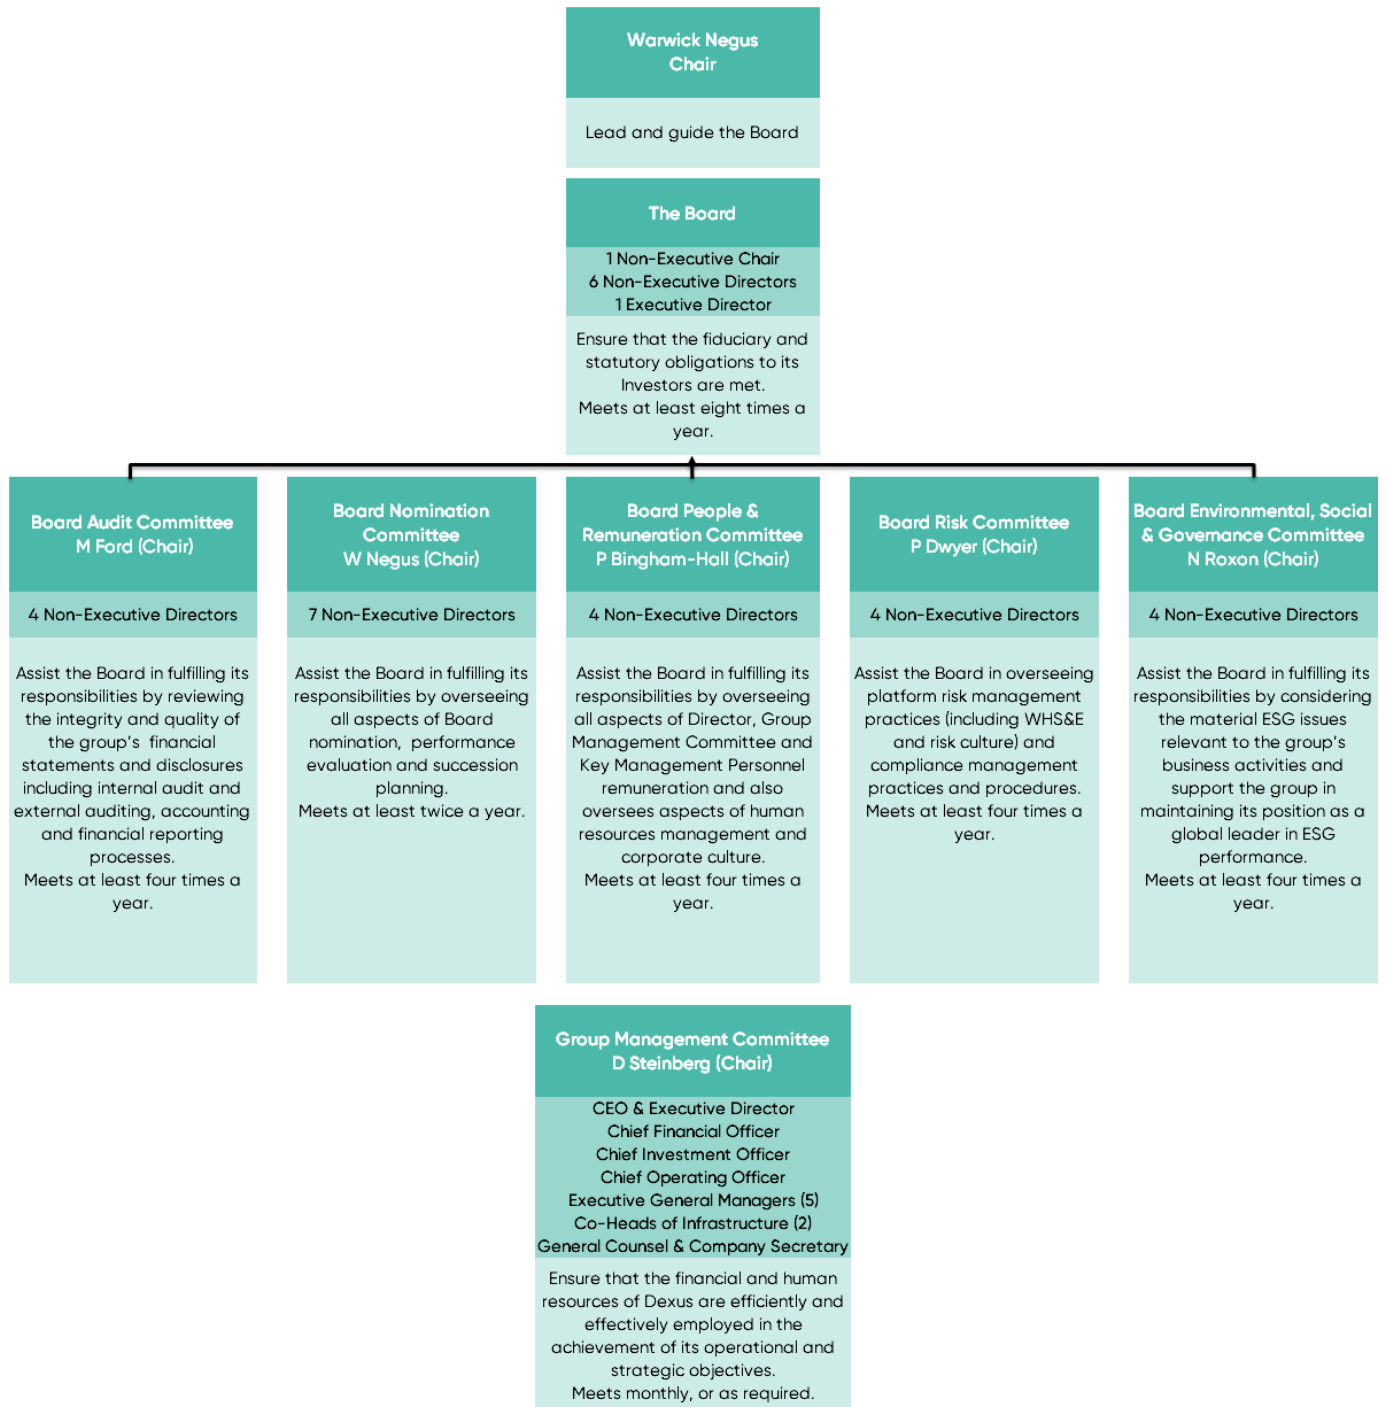 Warwick Negus
Chair
Lead and guide the Board
The Board
1 Non-Executive Chair
6 Non-Executive Directors
1 Executive Director
Ensure that the fiduciary and
statutory obligations to its
Investors are met.
Meets at least eight times a
year.
Board Audit Committee
M Ford (Chair)
4 Non-Executive Directors
Assist the Board in fulfilling its
responsibilities by reviewing
the integrity and quality of
the group's financial
statements and disclosures
including internal audit and
external auditing, accounting
and financial reporting
processes.
Meets at least four times a
year.
Board Nomination
Committee
W Negus (Chair)
7 Non-Executive Directors
Assist the Board in fulfilling its
responsibilities by overseeing
all aspects of Board
nomination, performance
evaluation and succession
planning.
Meets at least twice a year.
Board People &
Remuneration Committee
P Bingham-Hall (Chair)
4 Non-Executive Directors
Assist the Board in fulfilling its
responsibilities by overseeing
all aspects of Director, Group
Management Committee and
Key Management Personnel
remuneration and also
oversees aspects of human
resources management and
corporate culture.
Meets at least four times a
year.
Board Risk Committee
P Dwyer (Chair)
4 Non-Executive Directors
Assist the Board in overseeing
platform risk management
practices (including WHS&E
and risk culture) and
compliance management
practices and procedures.
Meets at least four times a
year.
Board Environmental, Social
& Governance Committee
N Roxon (Chair)
4 Non-Executive Directors
Assist the Board in fulfilling its
responsibilities by considering
the material ESG issues
relevant to the group's
business activities and
support the group in
maintaining its position as a
global leader in ESG
performance.
Meets at least four times a
year.
Group Management Committee
D Steinberg (Chair)
CEO & Executive Director
Chief Financial Officer
Chief Investment Officer
Chief Operating Officer
Executive General Managers (5)
Co-Heads of Infrastructure (2)
General Counsel & Company Secretary
Ensure that the financial and human
resources of Dexus are efficiently and
effectively employed in the
achievement of its operational and
strategic objectives.
Meets monthly, or as required.